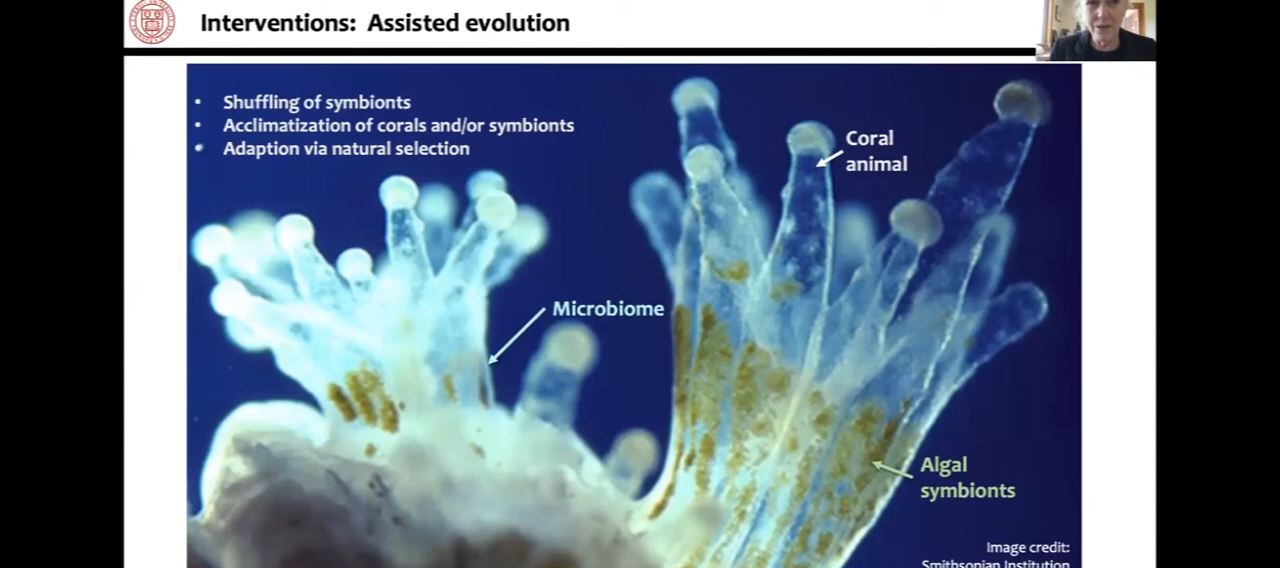 Interventions: Assisted evolution
• Shuffling of symbionts
• Acclimatization of corals and/or symbionts
• Adaption via natural selection
Coral
animal
Microbiome
Algal
symbionts
Image credit:
Smithsonian Institution